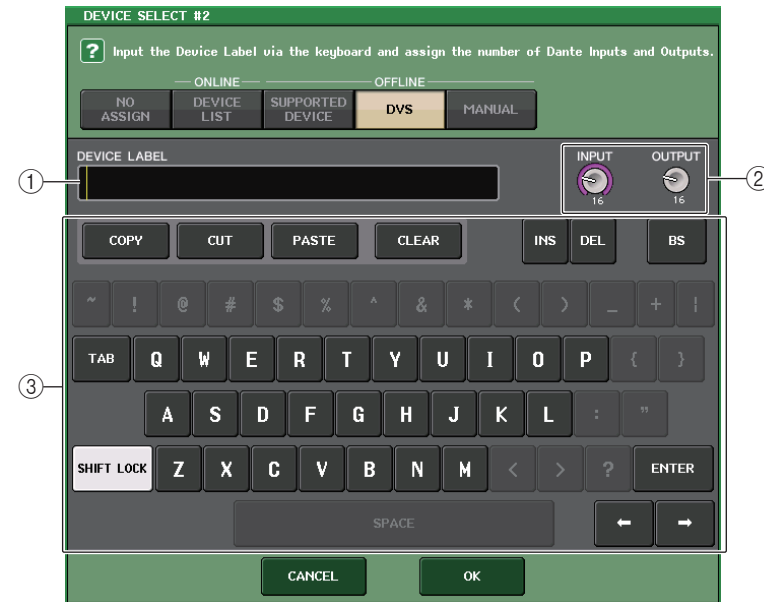 DEVICE SELECT #2
? Input the Device Label via the keyboard and assign the number of Dante Inputs and Outputs.
ONLINE OFFLINE
NO ASSIGN DEVICE LIST SUPPORTED DEVICE DVS MANUAL
DEVICE LABEL INPUT OUTPUT
① ②
16 16
COPY CUT PASTE CLEAR INS DEL BS
~ ! @ # $ % ^ & * ( ) _ + ¦
TAB Q W E R T Y U I O P { }
③
A S D F G H J K L : "
SHIFT LOCK Z X C V B N M < > ? ENTER
SPACE ← →
CANCEL OK